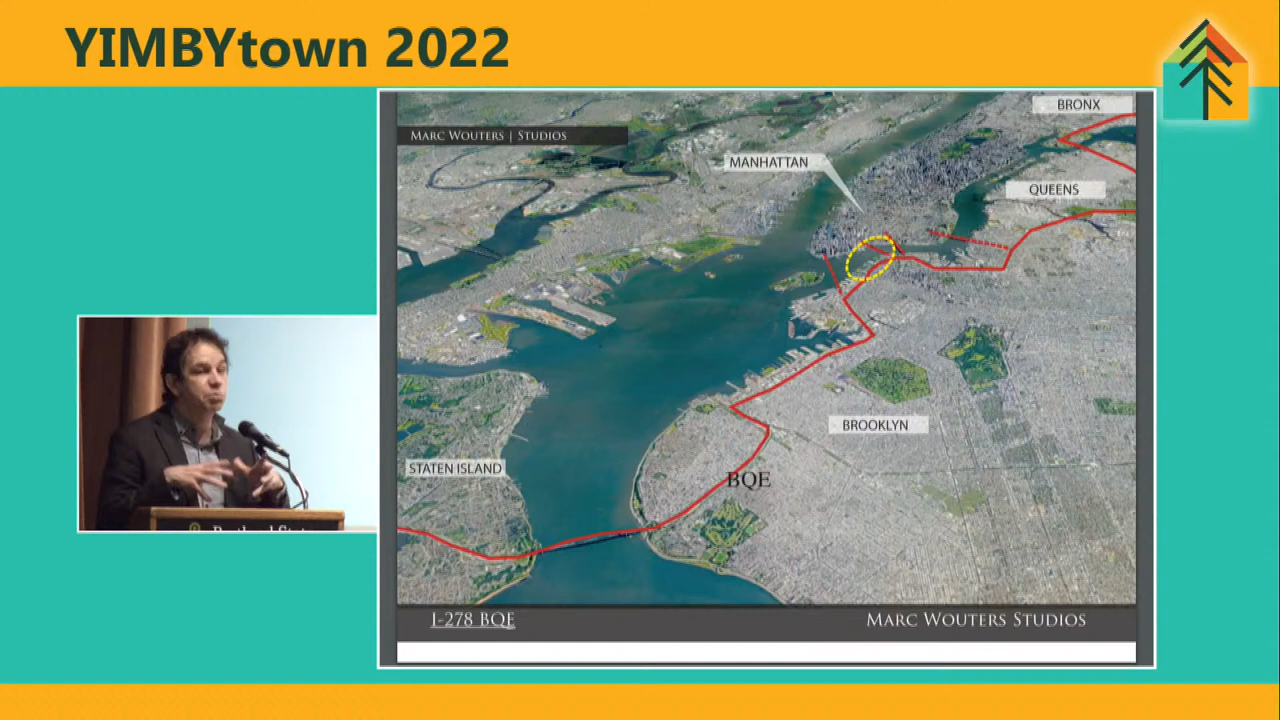 YIMBYtown 2022
MARC WOUTERS | STUDIOS
BRONX
MANHATTAN
QUEENS
BROOKLYN
STATEN ISLAND
BQE
I-278 BQE
MARC WOUTERS STUDIOS